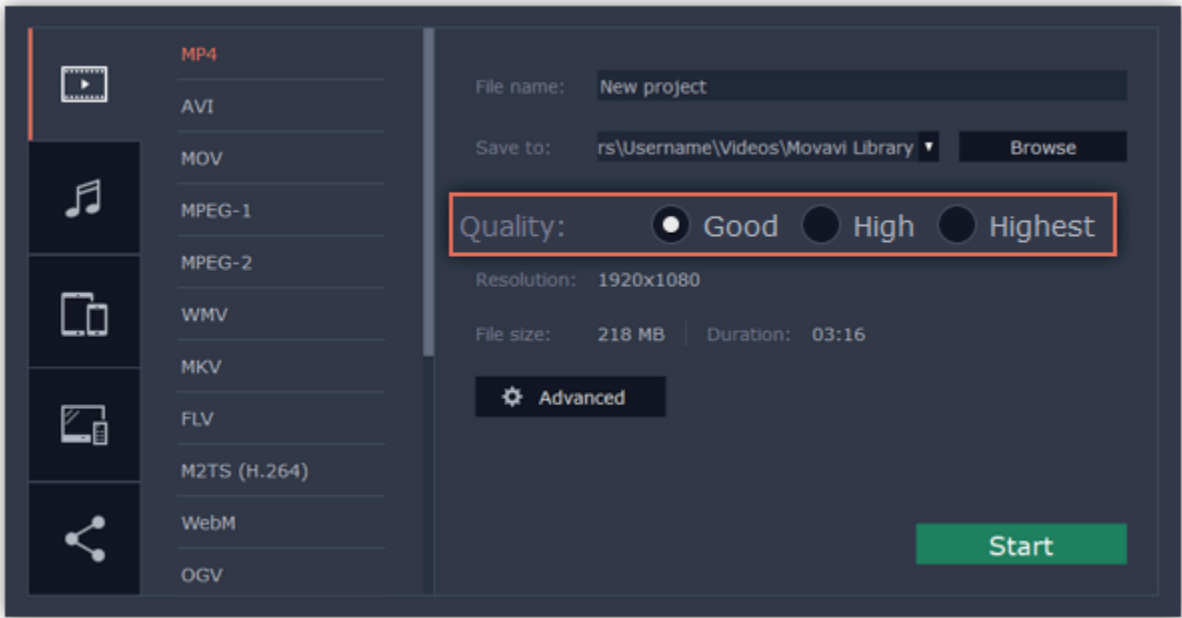 MP4
AVI
MOV
MPEG-1
MPEG-2
WMV
MKV
FLV
M2TS (H.264)
WebM
OGV
File name: New project
Save to: rs\Username\Videos\Movavi Library Browse
Quality: Good High Highest
Resolution: 1920x1080
File size: 218 MB Duration: 03:16
Advanced
Start